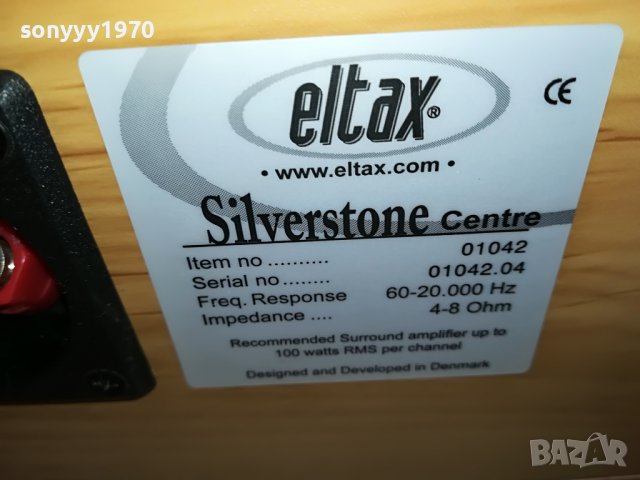 sonyyy1970
eltax®
• www.eltax.com •
CE
Silverstone Centre
Item no .......... 01042
Serial no ........ 01042.04
Freq. Response 60-20.000 Hz
Impedance .... 4-8 Ohm
Recommended Surround amplifier up to
100 watts RMS per channel
Designed and Developed in Denmark
BAZAR